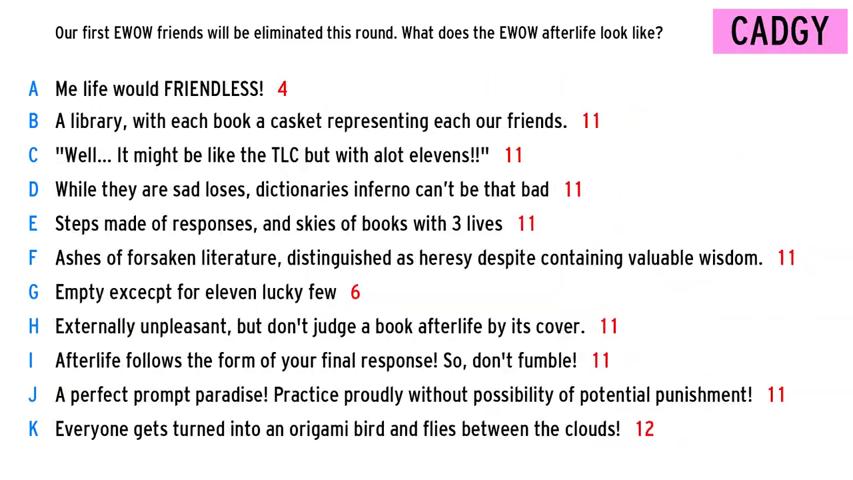 Our first EWOW friends will be eliminated this round. What does the EWOW afterlife look like?
CADGY
A Me life would FRIENDLESS! 4
B A library, with each book a casket representing each our friends. 11
C "Well... It might be like the TLC but with alot elevens!!" 11
D While they are sad loses, dictionaries inferno can't be that bad 11
E Steps made of responses, and skies of books with 3 lives 11
F Ashes of forsaken literature, distinguished as heresy despite containing valuable wisdom. 11
G Empty excecpt for eleven lucky few 6
H Externally unpleasant, but don't judge a book afterlife by its cover. 11
I Afterlife follows the form of your final response! So, don't fumble! 11
J A perfect prompt paradise! Practice proudly without possibility of potential punishment! 11
K Everyone gets turned into an origami bird and flies between the clouds! 12